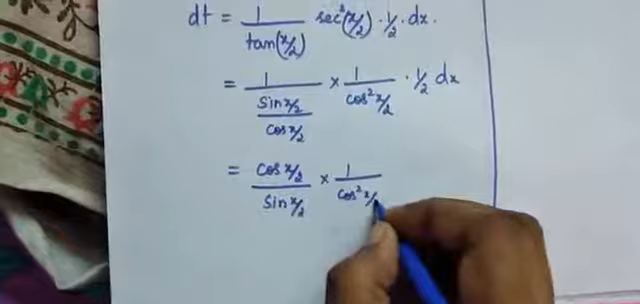 dt = 1/tan(x/2) sec²(x/2) · 1/2 · dx.
= 1/((sin x/2)/(cos x/2)) × 1/(cos² x/2) · 1/2 dx
= (cos x/2)/(sin x/2) × 1/(cos² x/